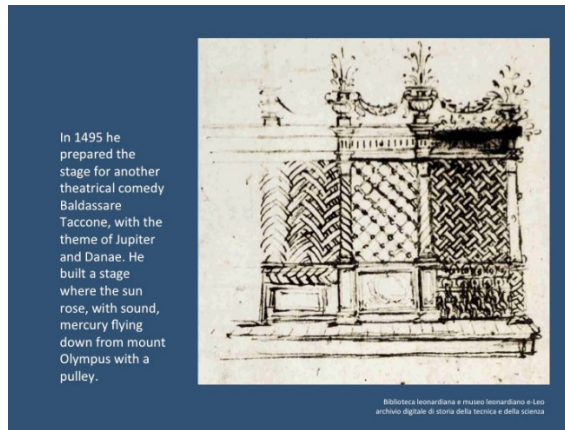 In 1495 he
prepared the
stage for another
theatrical comedy
Baldassare
Taccone, with the
theme of Jupiter
and Danae. He
built a stage
where the sun
rose, with sound,
mercury flying
down from mount
Olympus with a
pulley.
Biblioteca leonardiana e museo leonardiano e-Leo
archivio digitale di storia della tecnica e della scienza